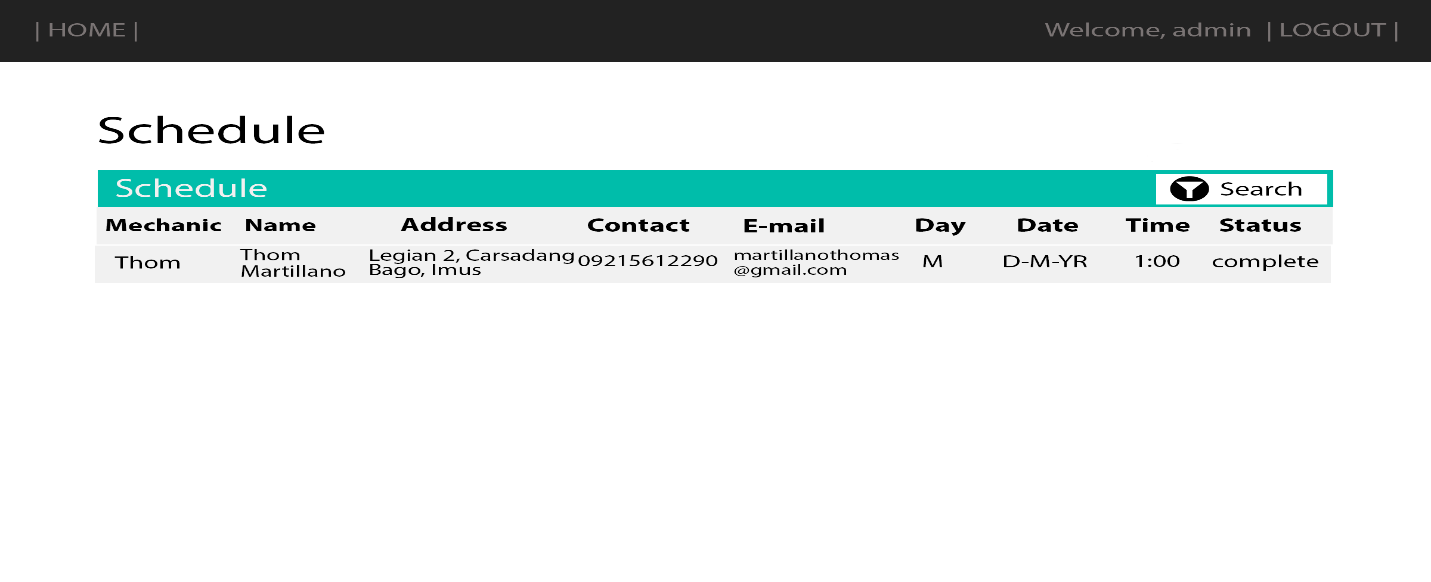 | HOME | Welcome, admin | LOGOUT |
Schedule
Schedule Search
Mechanic Name Address Contact E-mail Day Date Time Status
Thom Thom Martillano Legian 2, Carsadang Bago, Imus 09215612290 martillanothomas@gmail.com M D-M-YR 1:00 complete